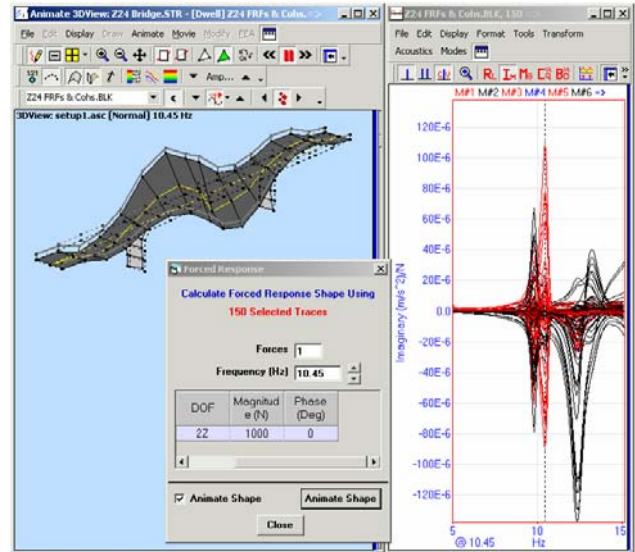 Animate 3DView: Z24 Bridge.STR - [Dwell] Z24 FRFs & Cohs. =>
File Edit Display Draw Animate Movie Modify FEA
Amp...
Z24 FRFs & Cohs.BLK
3DView: setup1.asc [Normal] 10.45 Hz
Forced Response
Calculate Forced Response Shape Using
150 Selected Traces
Forces 1
Frequency (Hz) 10.45
DOF Magnitud e (N) Phase (Deg)
2Z 1000 0
Animate Shape Animate Shape
Close
Z24 FRFs & Cohs.BLK, 150
File Edit Display Format Tools Transform
Acoustics Modes
M#1 M#2 M#3 M#4 M#5 M#6 ->
Imaginary (m/s^2)/N
120E-6
100E-6
80E-6
60E-6
40E-6
20E-6
0.0
-20E-6
-40E-6
-60E-6
-80E-6
-100E-6
-120E-6
5 10 15
@ 10.45 Hz